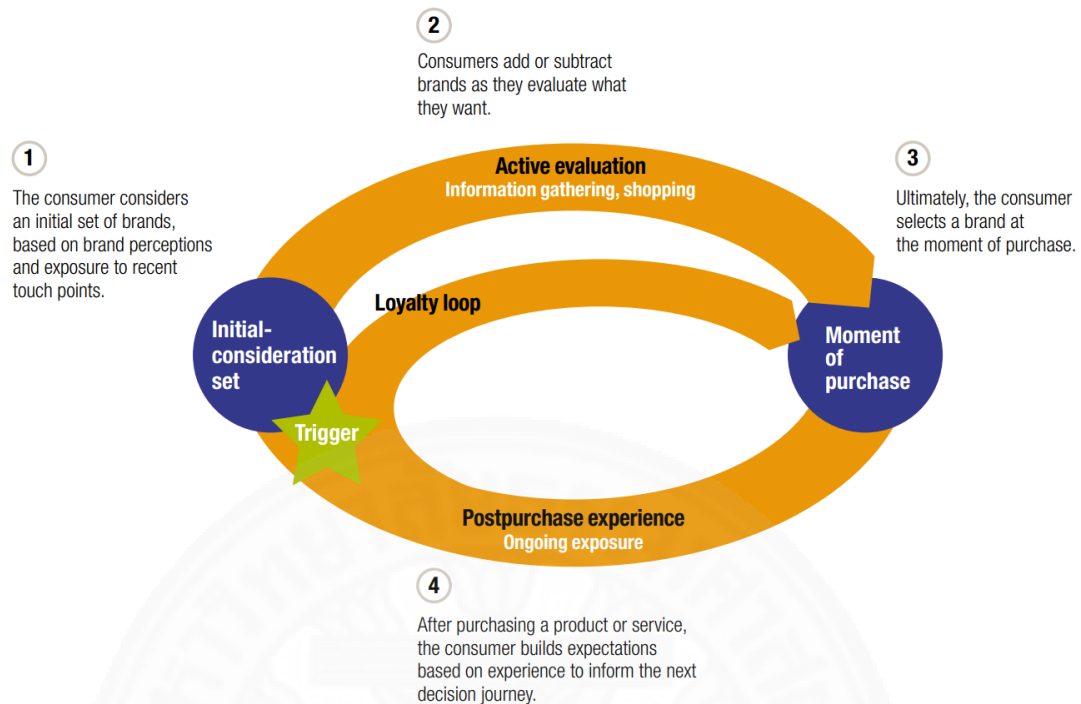 2
Consumers add or subtract
brands as they evaluate what
they want.
1
The consumer considers
an initial set of brands,
based on brand perceptions
and exposure to recent
touch points.
3
Ultimately, the consumer
selects a brand at
the moment of purchase.
Active evaluation
Information gathering, shopping
Loyalty loop
Initial-
consideration
set
Trigger
Moment
of
purchase
Postpurchase experience
Ongoing exposure
4
After purchasing a product or service,
the consumer builds expectations
based on experience to inform the next
decision journey.